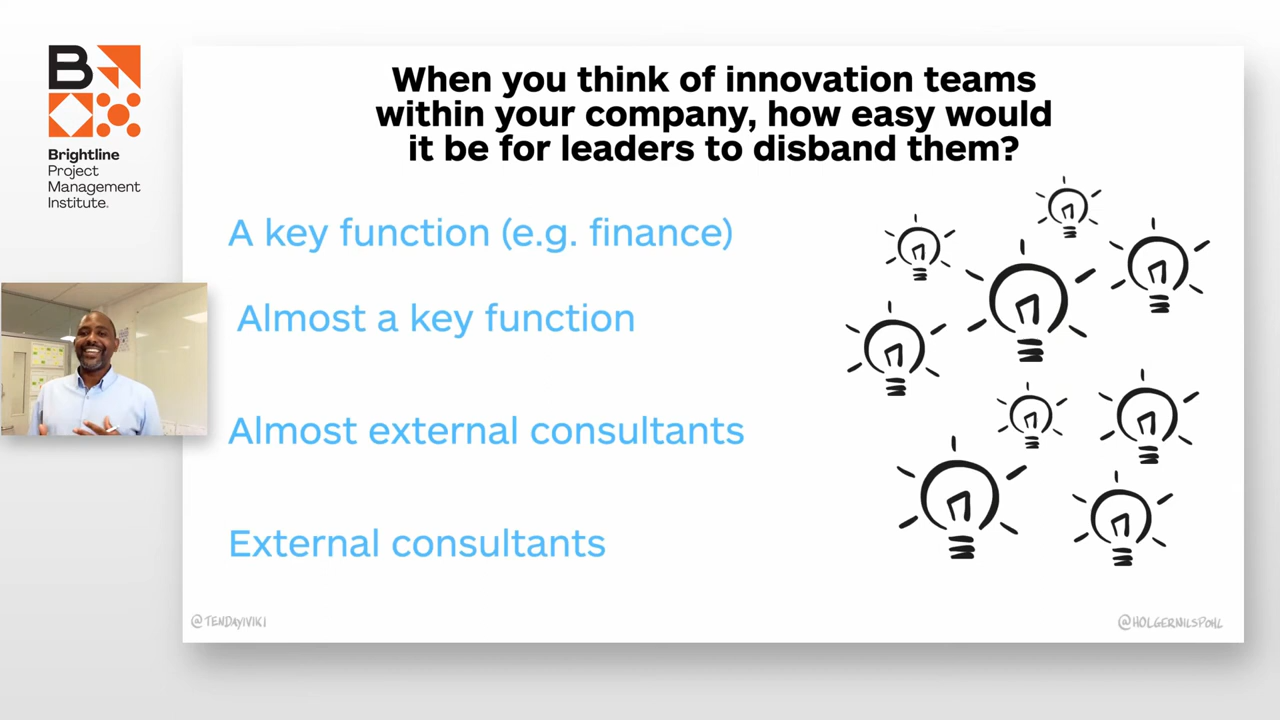 B
Brightline
Project
Management
Institute.
When you think of innovation teams
within your company, how easy would
it be for leaders to disband them?
A key function (e.g. finance)
Almost a key function
Almost external consultants
External consultants
@TENDAYIVIKI
@HOLGERNILSPOHL